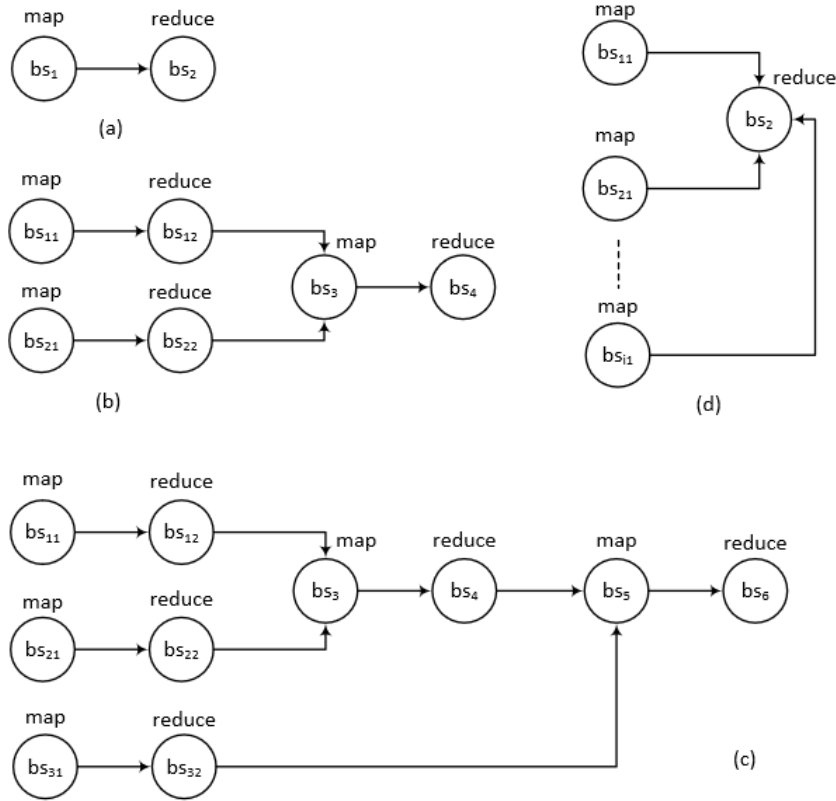 map reduce
bs₁ bs₂
(a)
map reduce
bs₁₁ bs₁₂
map reduce
map reduce
bs₃ bs₄
bs₂₁ bs₂₂
(b)
map
bs₁₁
reduce
bs₂
map
bs₂₁
map
bsᵢ₁
(d)
map reduce
bs₁₁ bs₁₂
map reduce map reduce
bs₃ bs₄ bs₅ bs₆
map reduce
bs₂₁ bs₂₂
map reduce
bs₃₁ bs₃₂
(c)